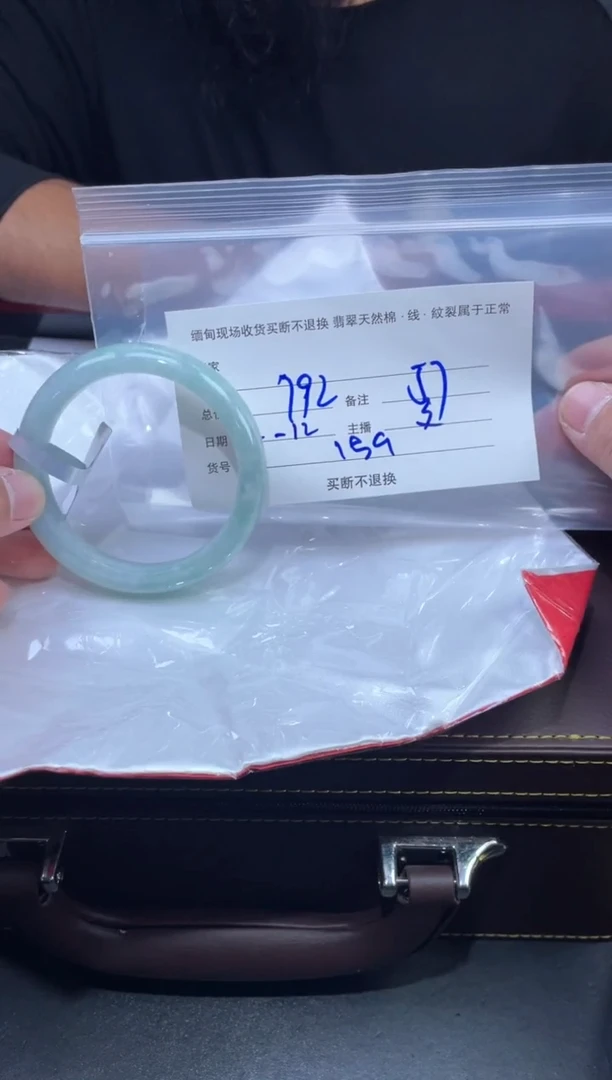 缅甸现场收货买断不退换 翡翠天然棉·线·紋裂属于正常
家
总 792 备注
日期 -12 主播
货号 159
买断不退换